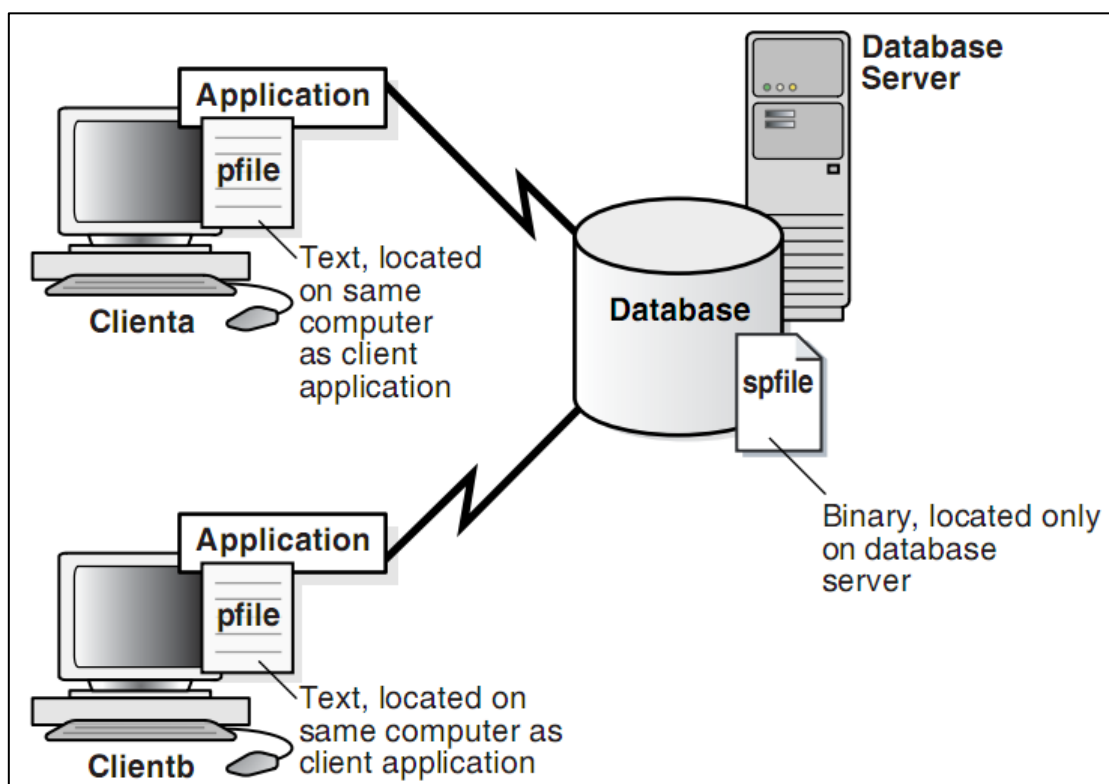 Application
pfile
Text, located
on same
computer
as client
application
Clienta
Database
Server
Database
spfile
Binary, located only
on database
server
Application
pfile
Text, located on
same computer as
client application
Clientb